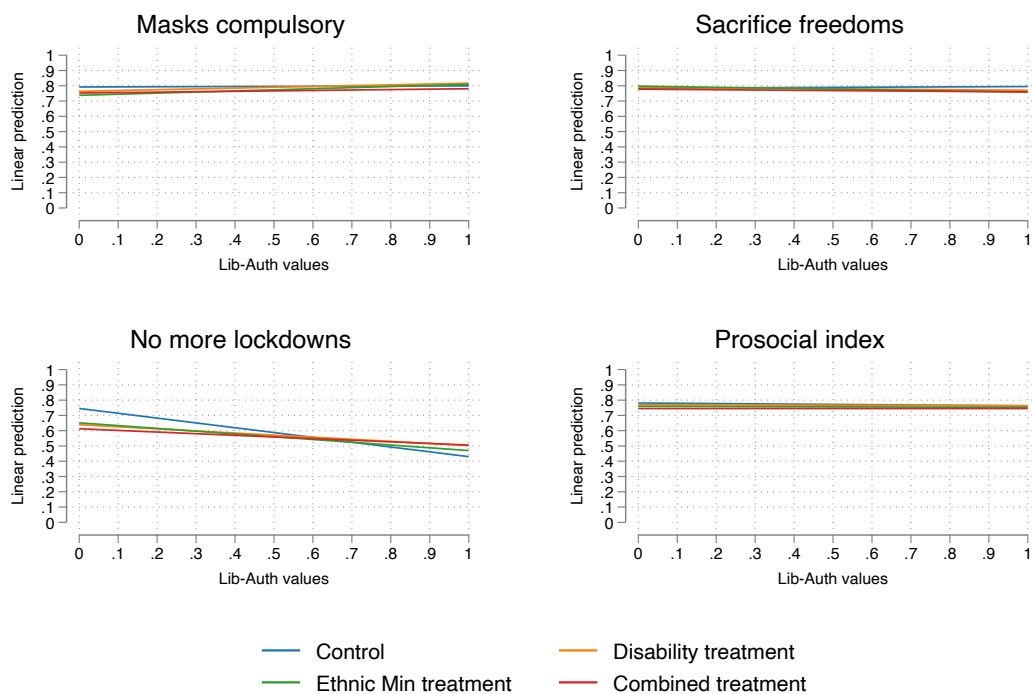 Masks compulsory
Linear prediction
1
.9
.8
.7
.6
.5
.4
.3
.2
.1
0
0 .1 .2 .3 .4 .5 .6 .7 .8 .9 1
Lib-Auth values
Sacrifice freedoms
Linear prediction
1
.9
.8
.7
.6
.5
.4
.3
.2
.1
0
0 .1 .2 .3 .4 .5 .6 .7 .8 .9 1
Lib-Auth values
No more lockdowns
Linear prediction
1
.9
.8
.7
.6
.5
.4
.3
.2
.1
0
0 .1 .2 .3 .4 .5 .6 .7 .8 .9 1
Lib-Auth values
Prosocial index
Linear prediction
1
.9
.8
.7
.6
.5
.4
.3
.2
.1
0
0 .1 .2 .3 .4 .5 .6 .7 .8 .9 1
Lib-Auth values
Control
Disability treatment
Ethnic Min treatment
Combined treatment